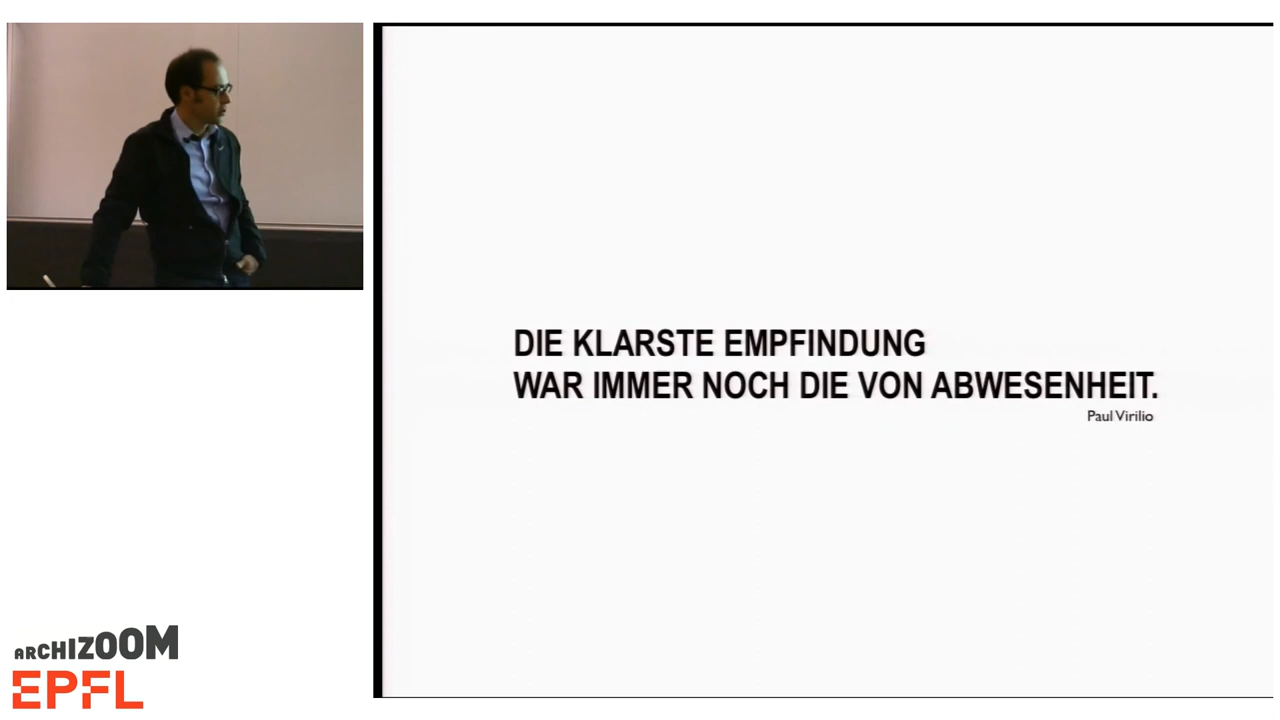 DIE KLARSTE EMPFINDUNG
WAR IMMER NOCH DIE VON ABWESENHEIT.
Paul Virilio
ARCHIZOOM
EPFL